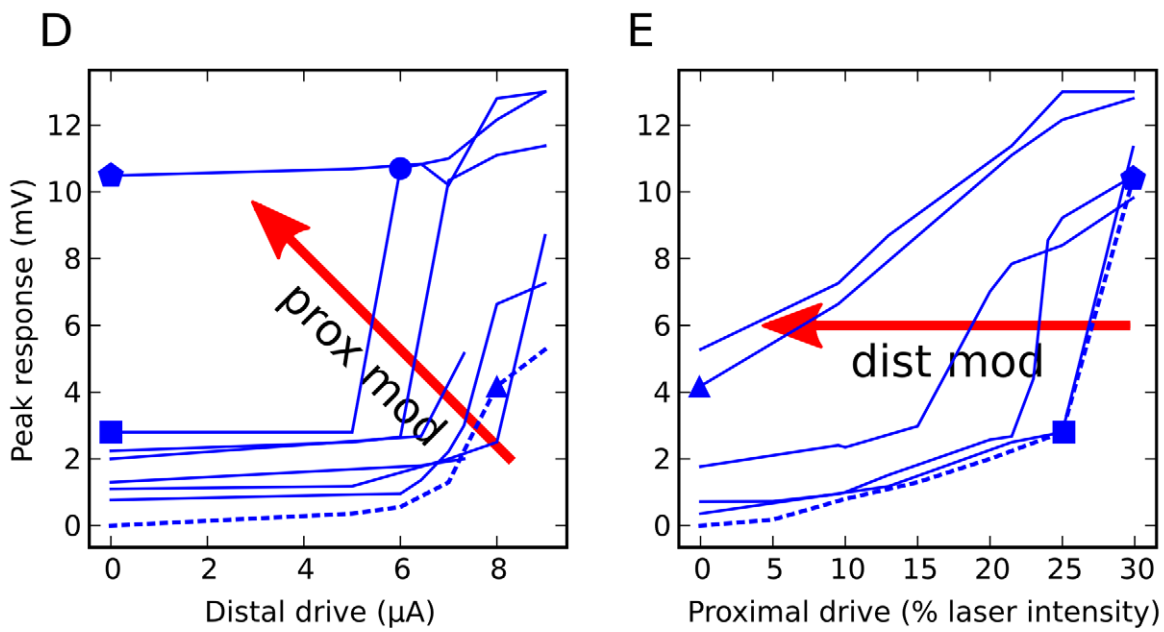 D
Peak response (mV)
12
10
8
6
4
2
0
prox mod
0 2 4 6 8
Distal drive (µA)
E
12
10
8
6
4
2
0
dist mod
0 5 10 15 20 25 30
Proximal drive (% laser intensity)